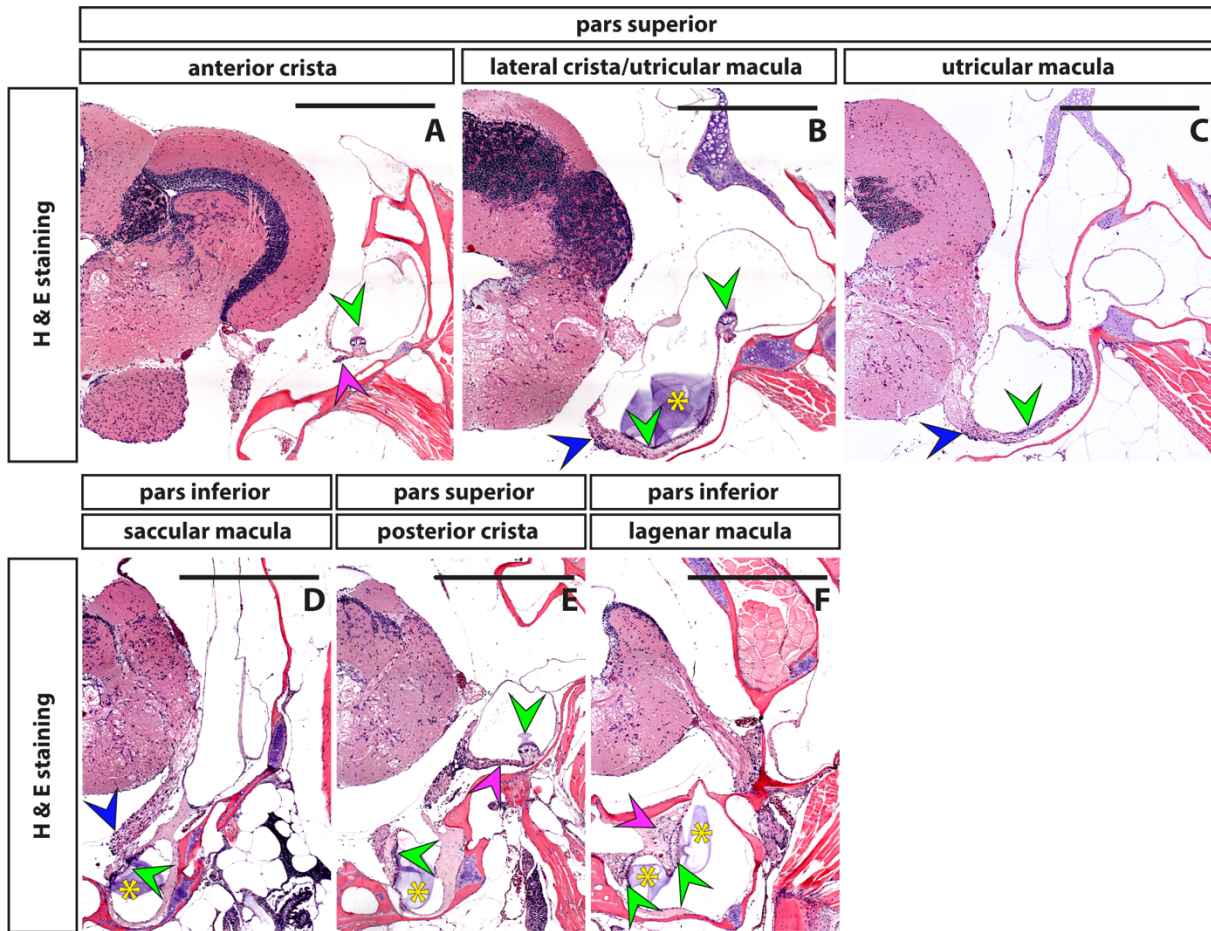 pars superior
anterior crista
lateral crista/utricular macula
utricular macula
H & E staining
A
B
C
*
pars inferior
pars superior
pars inferior
saccular macula
posterior crista
lagenar macula
H & E staining
D
E
F
*
*
*
*